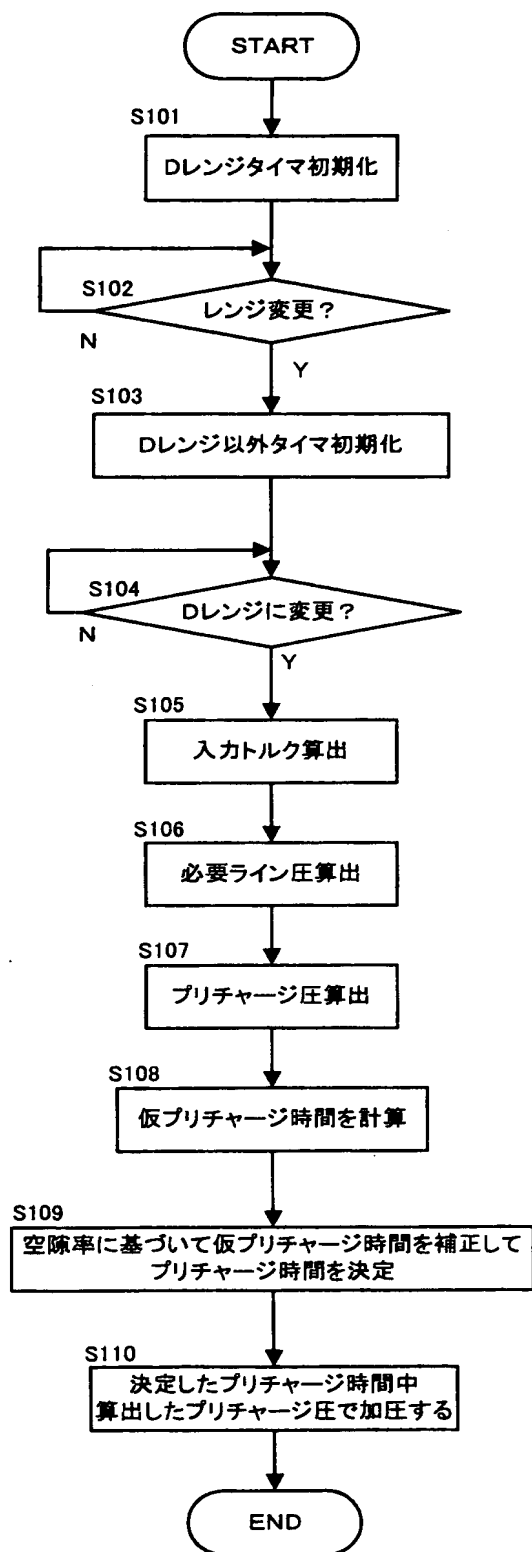 START
S101
Dレンジタイマ初期化
S102
レンジ変更？
N
Y
S103
Dレンジ以外タイマ初期化
S104
Dレンジに変更？
N
Y
S105
入力トルク算出
S106
必要ライン圧算出
S107
プリチャージ圧算出
S108
仮プリチャージ時間を計算
S109
空隙率に基づいて仮プリチャージ時間を補正して
プリチャージ時間を決定
S110
決定したプリチャージ時間中
算出したプリチャージ圧で加圧する
END